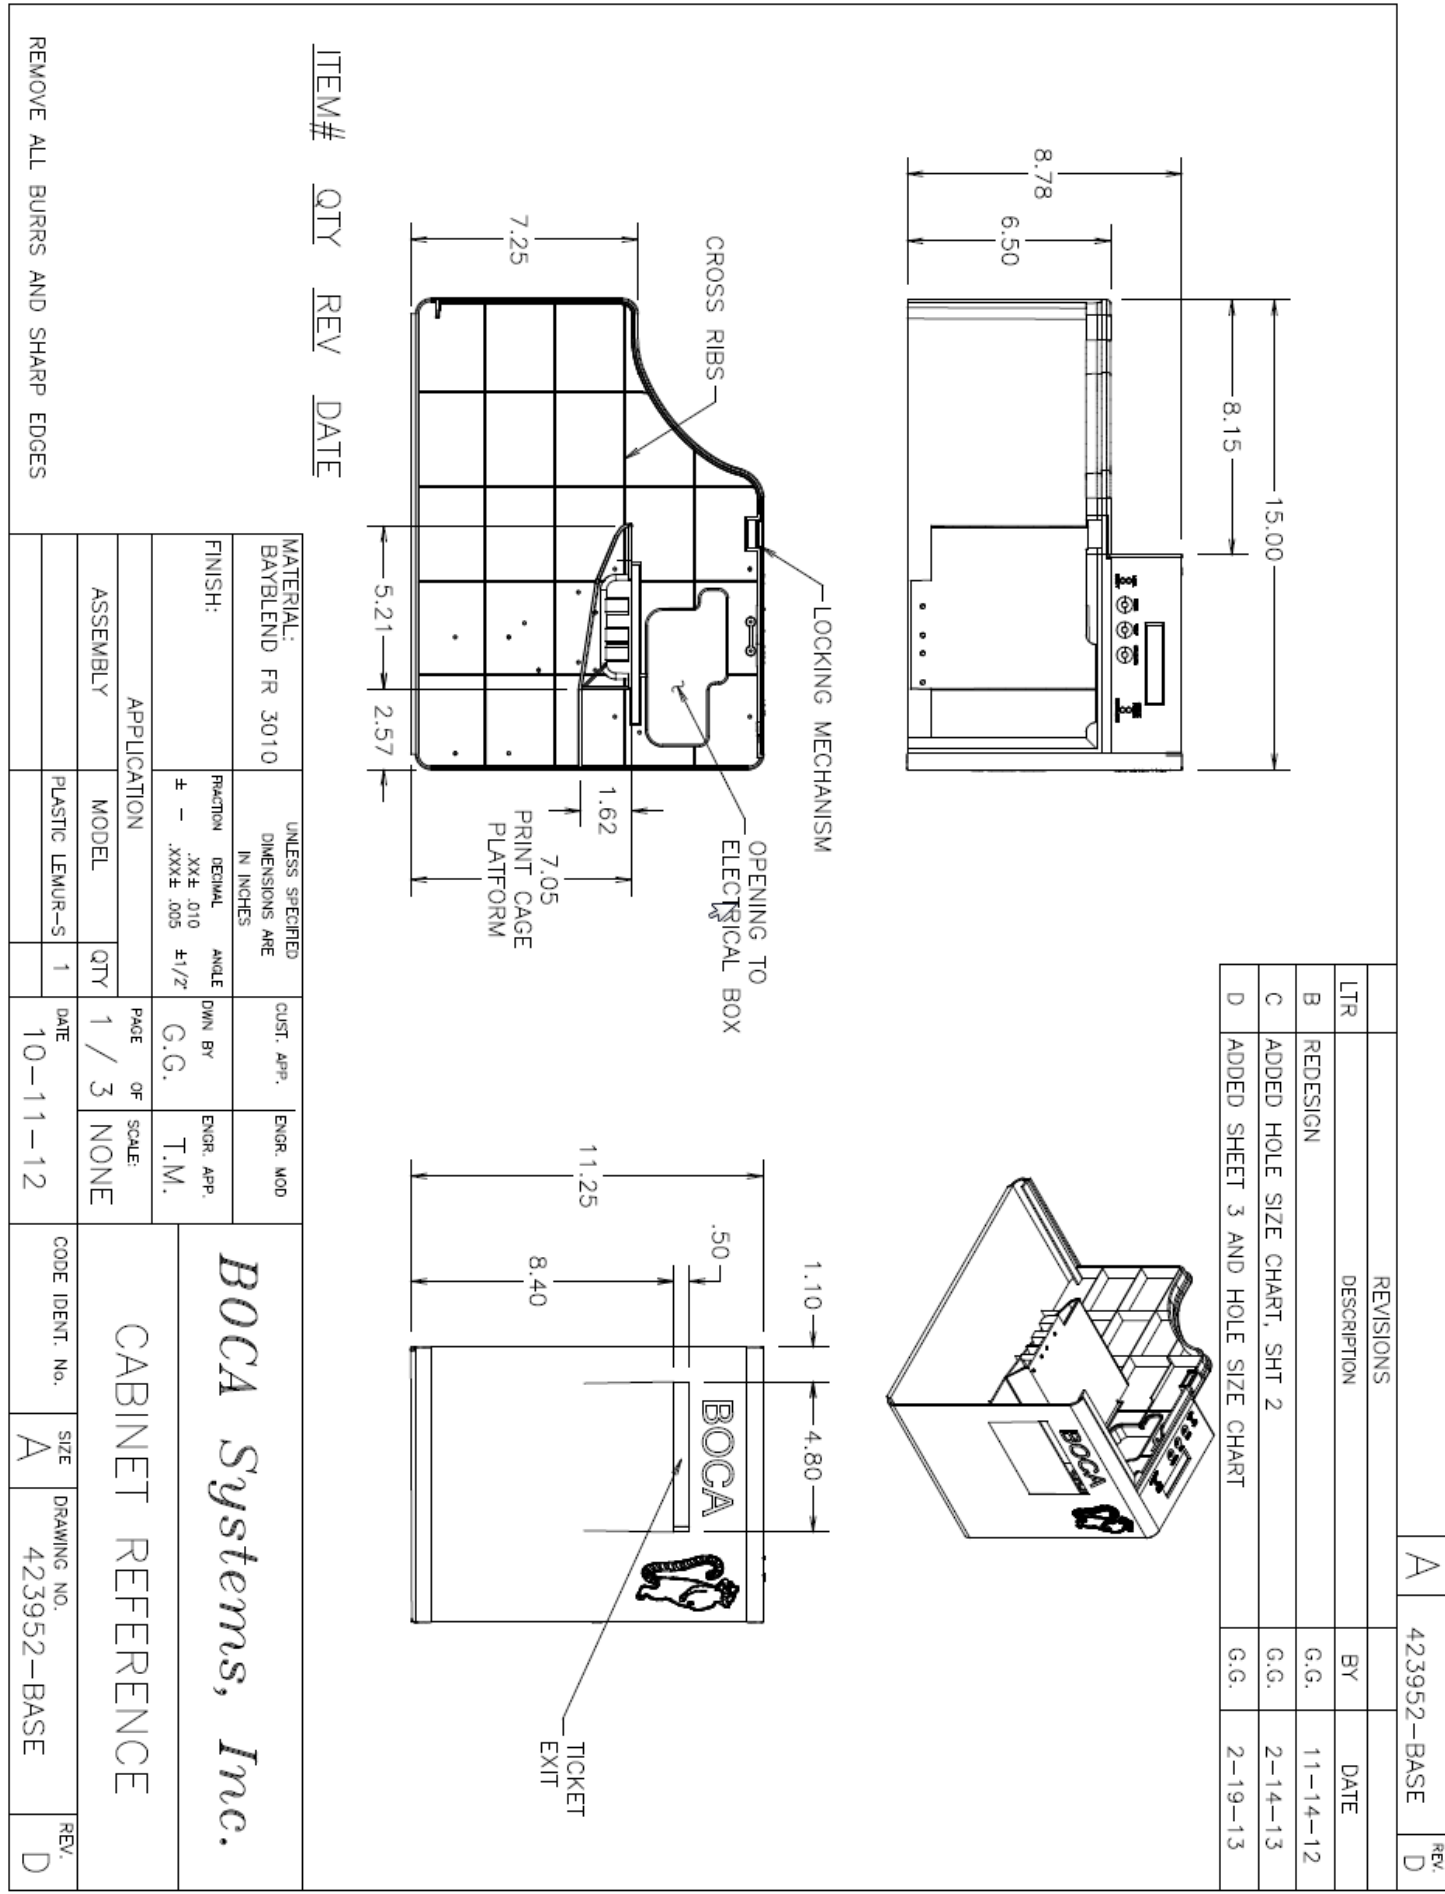 A 423952-BASE REV. D
REVISIONS
LTR DESCRIPTION BY DATE
B REDESIGN G.G. 11-14-12
C ADDED HOLE SIZE CHART, SHT 2 G.G. 2-14-13
D ADDED SHEET 3 AND HOLE SIZE CHART G.G. 2-19-13
15.00
8.15
8.78
6.50
BOCA
LOCKING MECHANISM
CROSS RIBS
OPENING TO
ELECTRICAL BOX
7.25
5.21
2.57
1.62
7.05
PRINT CAGE
PLATFORM
1.10
4.80
.50
11.25
8.40
BOCA
TICKET
EXIT
ITEM# QTY REV DATE
MATERIAL:
BAYBLEND FR 3010
FINISH:
UNLESS SPECIFIED
DIMENSIONS ARE
IN INCHES
FRACTION DECIMAL ANGLE
± - .XX± .010 ±1/2°
.XXX± .005
CUST. APP.
ENGR. MOD
DWN BY
G.G.
ENGR. APP.
T.M.
APPLICATION
ASSEMBLY MODEL QTY
PLASTIC LEMUR-S 1
PAGE OF
1 / 3
SCALE:
NONE
DATE
10-11-12
BOCA Systems, Inc.
CABINET REFERENCE
CODE IDENT. No.
SIZE
A
DRAWING NO.
423952-BASE
REV.
D
REMOVE ALL BURRS AND SHARP EDGES